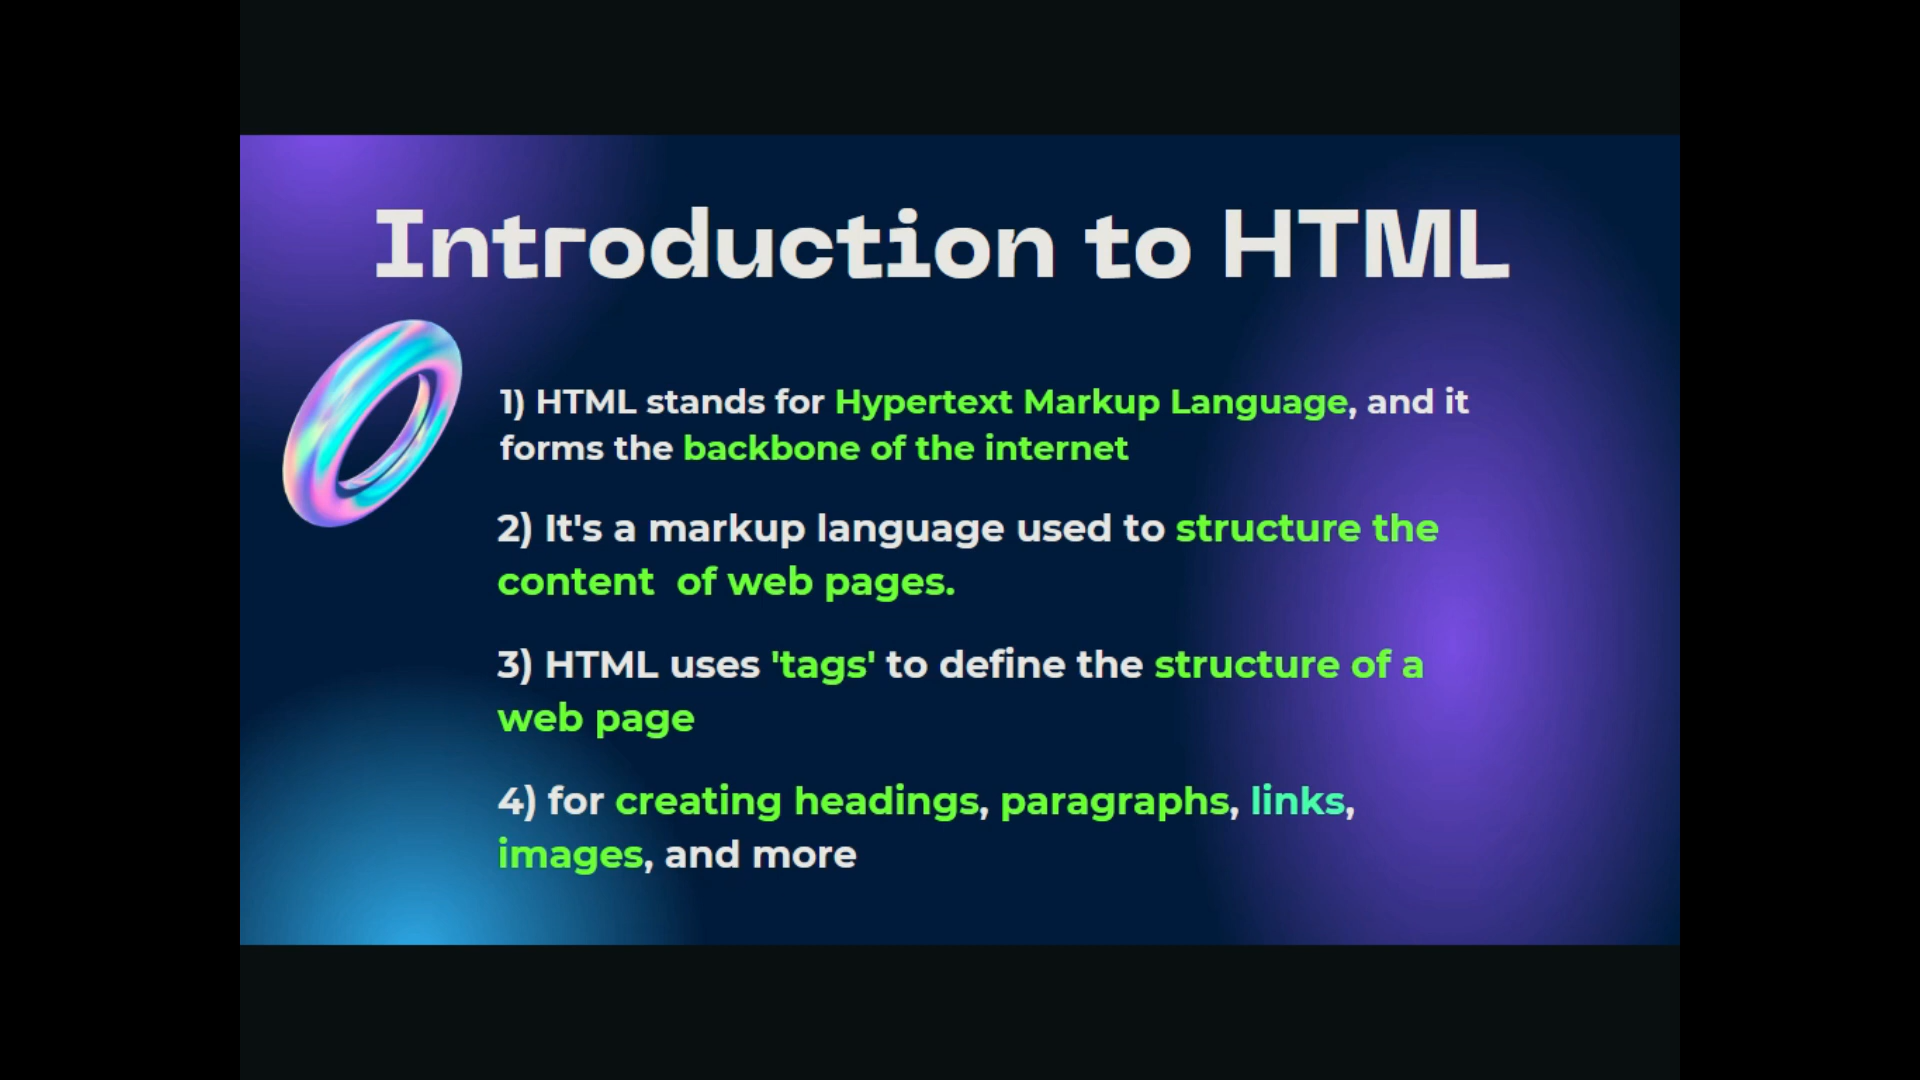 Introduction to HTML
1) HTML stands for Hypertext Markup Language, and it
forms the backbone of the internet
2) It's a markup language used to structure the
content  of web pages.
3) HTML uses 'tags' to define the structure of a
web page
4) for creating headings, paragraphs, links,
images, and more